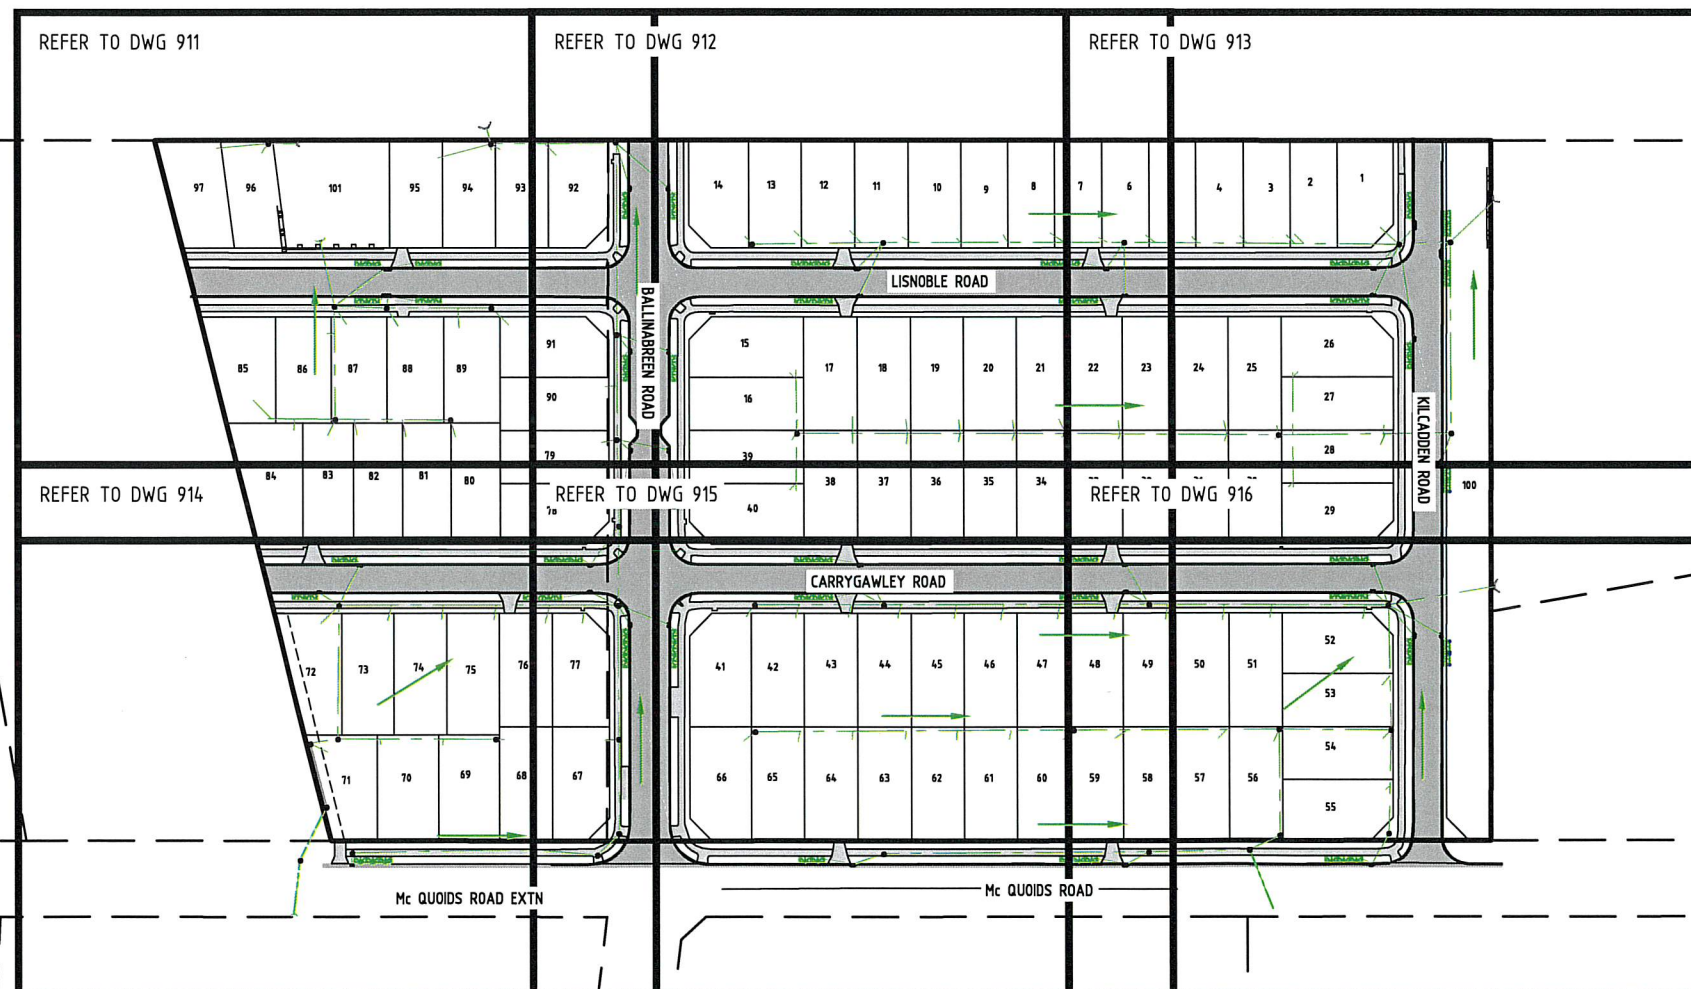 REFER TO DWG 911
REFER TO DWG 912
REFER TO DWG 913
97 96 101 95 94 93 92 14 13 12 11 10 9 8 7 6 4 3 2 1
LISNOBLE ROAD
BALLINABREEN ROAD
85 86 87 88 89 91 15 17 18 19 20 21 22 23 24 25 26
90 16 27
KILCADDEN ROAD
79 39 28
84 83 82 81 80 38 37 36 35 34 100
REFER TO DWG 914
REFER TO DWG 915
REFER TO DWG 916
78 40 29
CARRYGAWLEY ROAD
72 73 74 75 76 77 41 42 43 44 45 46 47 48 49 50 51 52
53
54
71 70 69 68 67 66 65 64 63 62 61 60 59 58 57 56
55
Mc QUOIDS ROAD EXTN
Mc QUOIDS ROAD